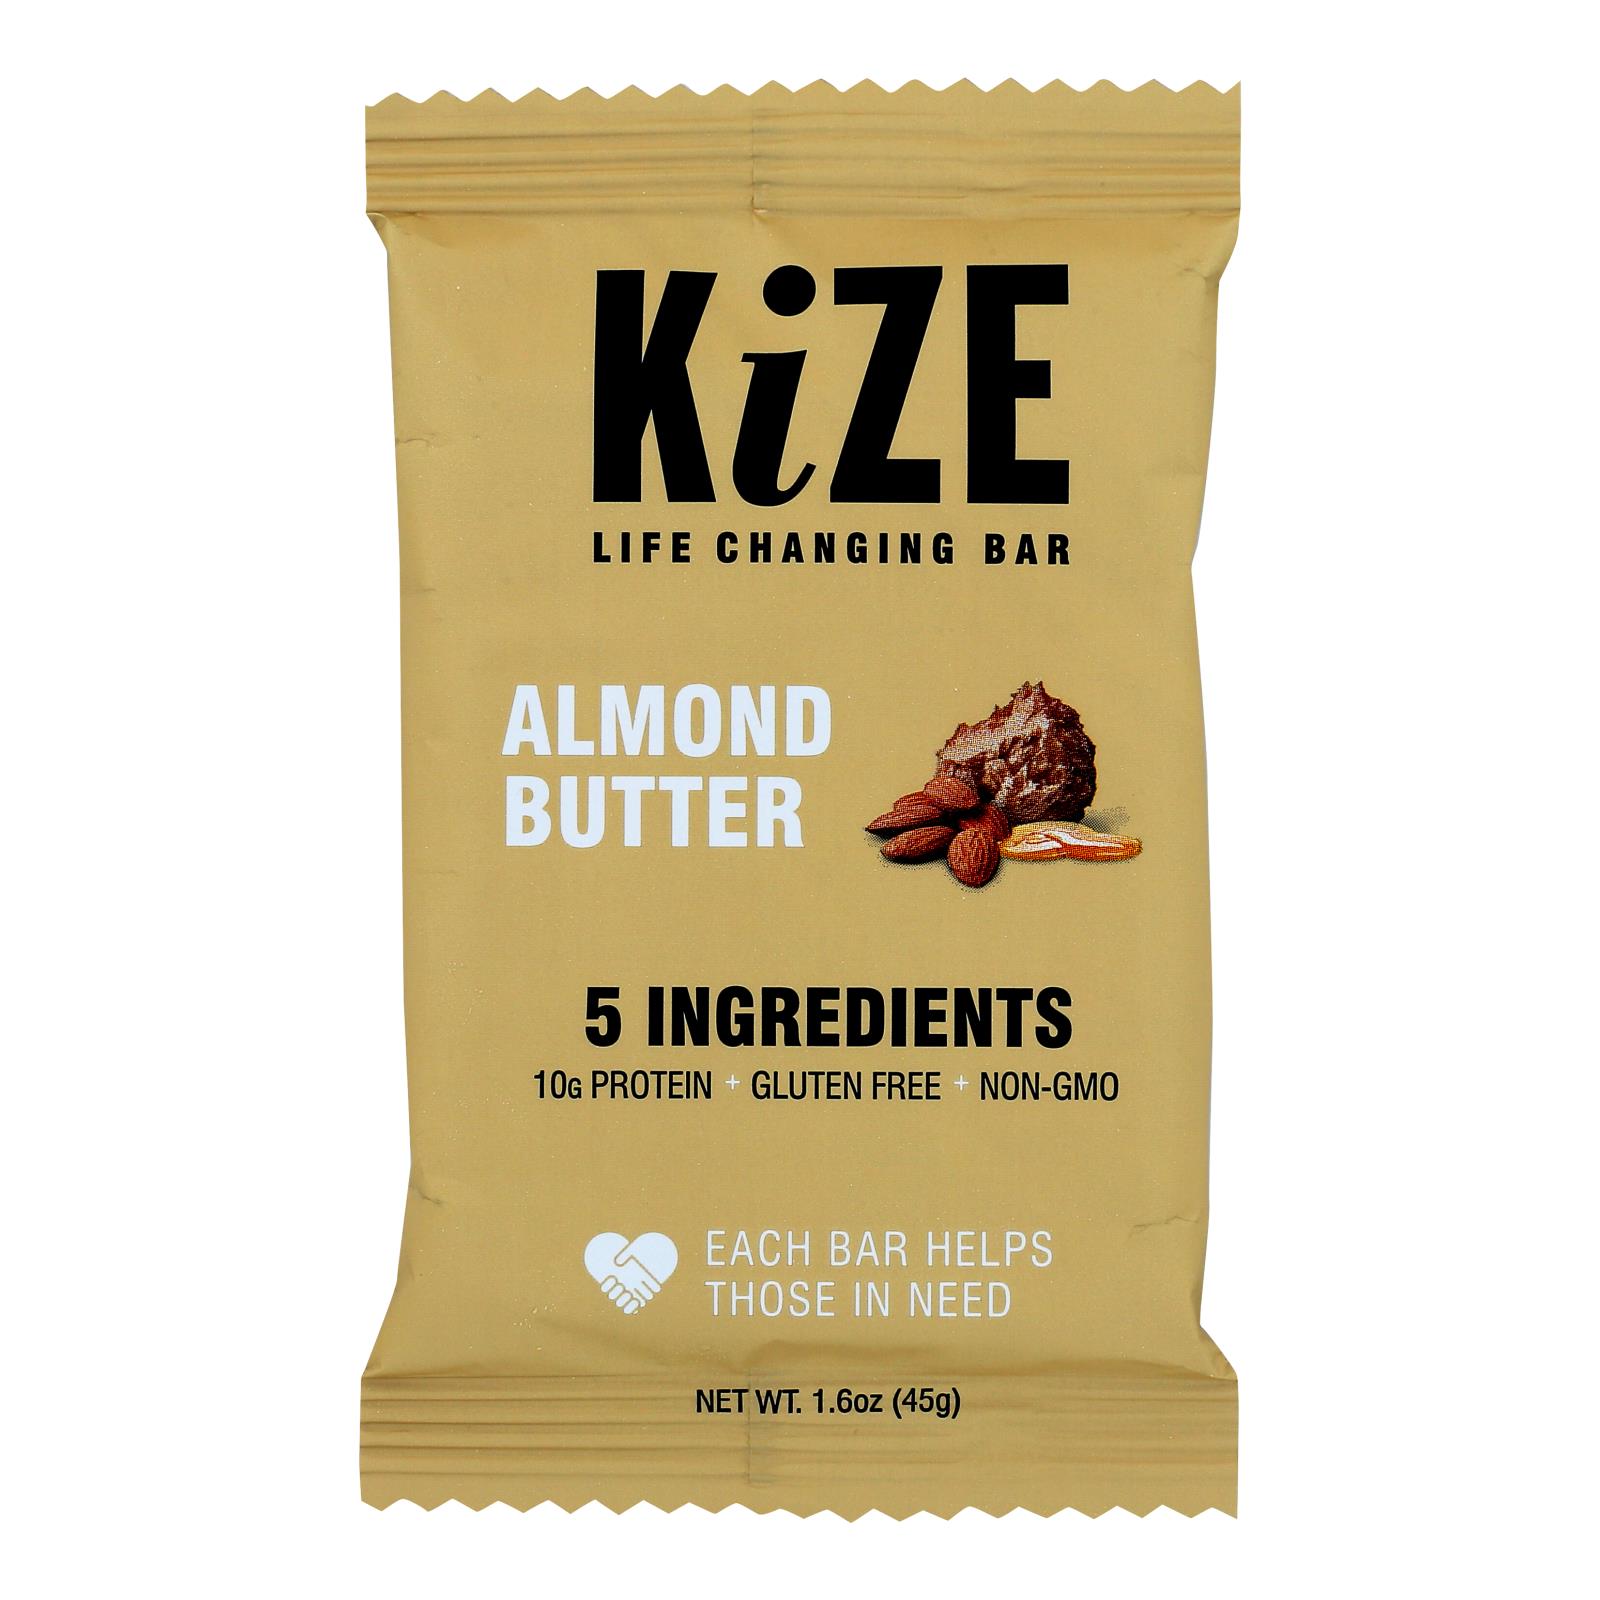 KiZE
LIFE CHANGING BAR
ALMOND
BUTTER
5 INGREDIENTS
10G PROTEIN + GLUTEN FREE + NON-GMO
EACH BAR HELPS
THOSE IN NEED
NET WT. 1.6oz (45g)